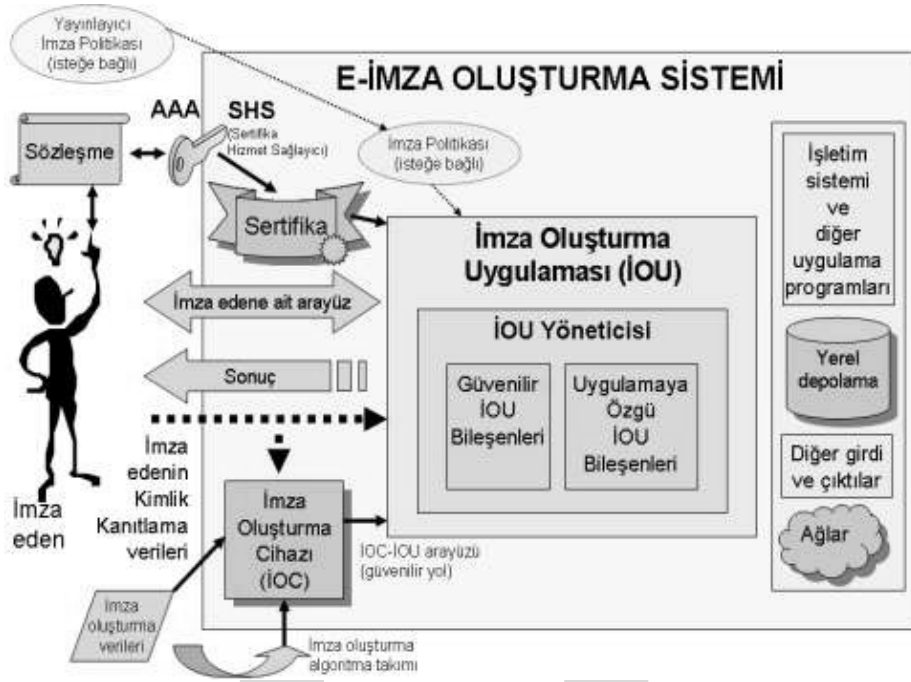 Yayınlayıcı
İmza Politikası
(isteğe bağlı)
E-İMZA OLUŞTURMA SİSTEMİ
AAA
SHS
(Sertifika
Hizmet Sağlayıcı)
Sözleşme
İmza Politikası
(isteğe bağlı)
Sertifika
İmza Oluşturma
Uygulaması (İOU)
İmza edene ait arayüz
İOU Yöneticisi
Sonuç
Güvenilir
İOU
Bileşenleri
Uygulamaya
Özgü
İOU
Bileşenleri
İşletim
sistemi
ve
diğer
uygulama
programları
Yerel
depolama
Diğer girdi
ve çıktılar
Ağlar
İmza
eden
İmza
edenin
Kimlik
Kanıtlama
verileri
İmza
Oluşturma
Cihazı
(İOC)
İOC-İOU arayüzü
(güvenilir yol)
İmza
oluşturma
verileri
İmza oluşturma
algoritma takımı